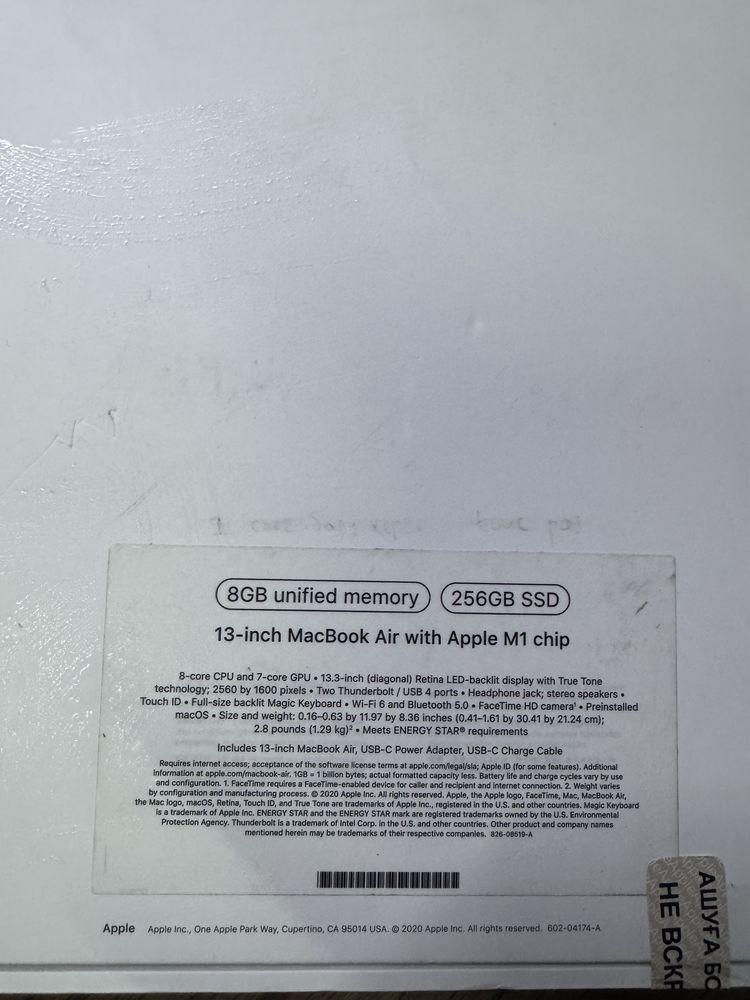 8GB unified memory 256GB SSD
13-inch MacBook Air with Apple M1 chip
8-core CPU and 7-core GPU • 13.3-inch (diagonal) Retina LED-backlit display with True Tone
technology; 2560 by 1600 pixels • Two Thunderbolt / USB 4 ports • Headphone jack; stereo speakers •
Touch ID • Full-size backlit Magic Keyboard • Wi-Fi 6 and Bluetooth 5.0 • FaceTime HD camera¹ • Preinstalled
macOS • Size and weight: 0.16–0.63 by 11.97 by 8.36 inches (0.41–1.61 by 30.41 by 21.24 cm);
2.8 pounds (1.29 kg)² • Meets ENERGY STAR® requirements
Includes 13-inch MacBook Air, USB-C Power Adapter, USB-C Charge Cable
Requires internet access; acceptance of the software license terms at apple.com/legal/sla; Apple ID (for some features). Additional
information at apple.com/macbook-air. 1GB = 1 billion bytes; actual formatted capacity less. Battery life and charge cycles vary by use
and configuration. 1. FaceTime requires a FaceTime-enabled device for caller and recipient and internet connection. 2. Weight varies
by configuration and manufacturing process. © 2020 Apple Inc. All rights reserved. Apple, the Apple logo, FaceTime, Mac, MacBook Air,
the Mac logo, macOS, Retina, Touch ID, and True Tone are trademarks of Apple Inc., registered in the U.S. and other countries. Magic Keyboard
is a trademark of Apple Inc. ENERGY STAR and the ENERGY STAR mark are registered trademarks owned by the U.S. Environmental
Protection Agency. Thunderbolt is a trademark of Intel Corp. in the U.S. and other countries. Other product and company names
mentioned herein may be trademarks of their respective companies. 826-08519-A
Apple Apple Inc., One Apple Park Way, Cupertino, CA 95014 USA. © 2020 Apple Inc. All rights reserved. 602-04174-A
АШУҒА БО
НЕ ВСКР